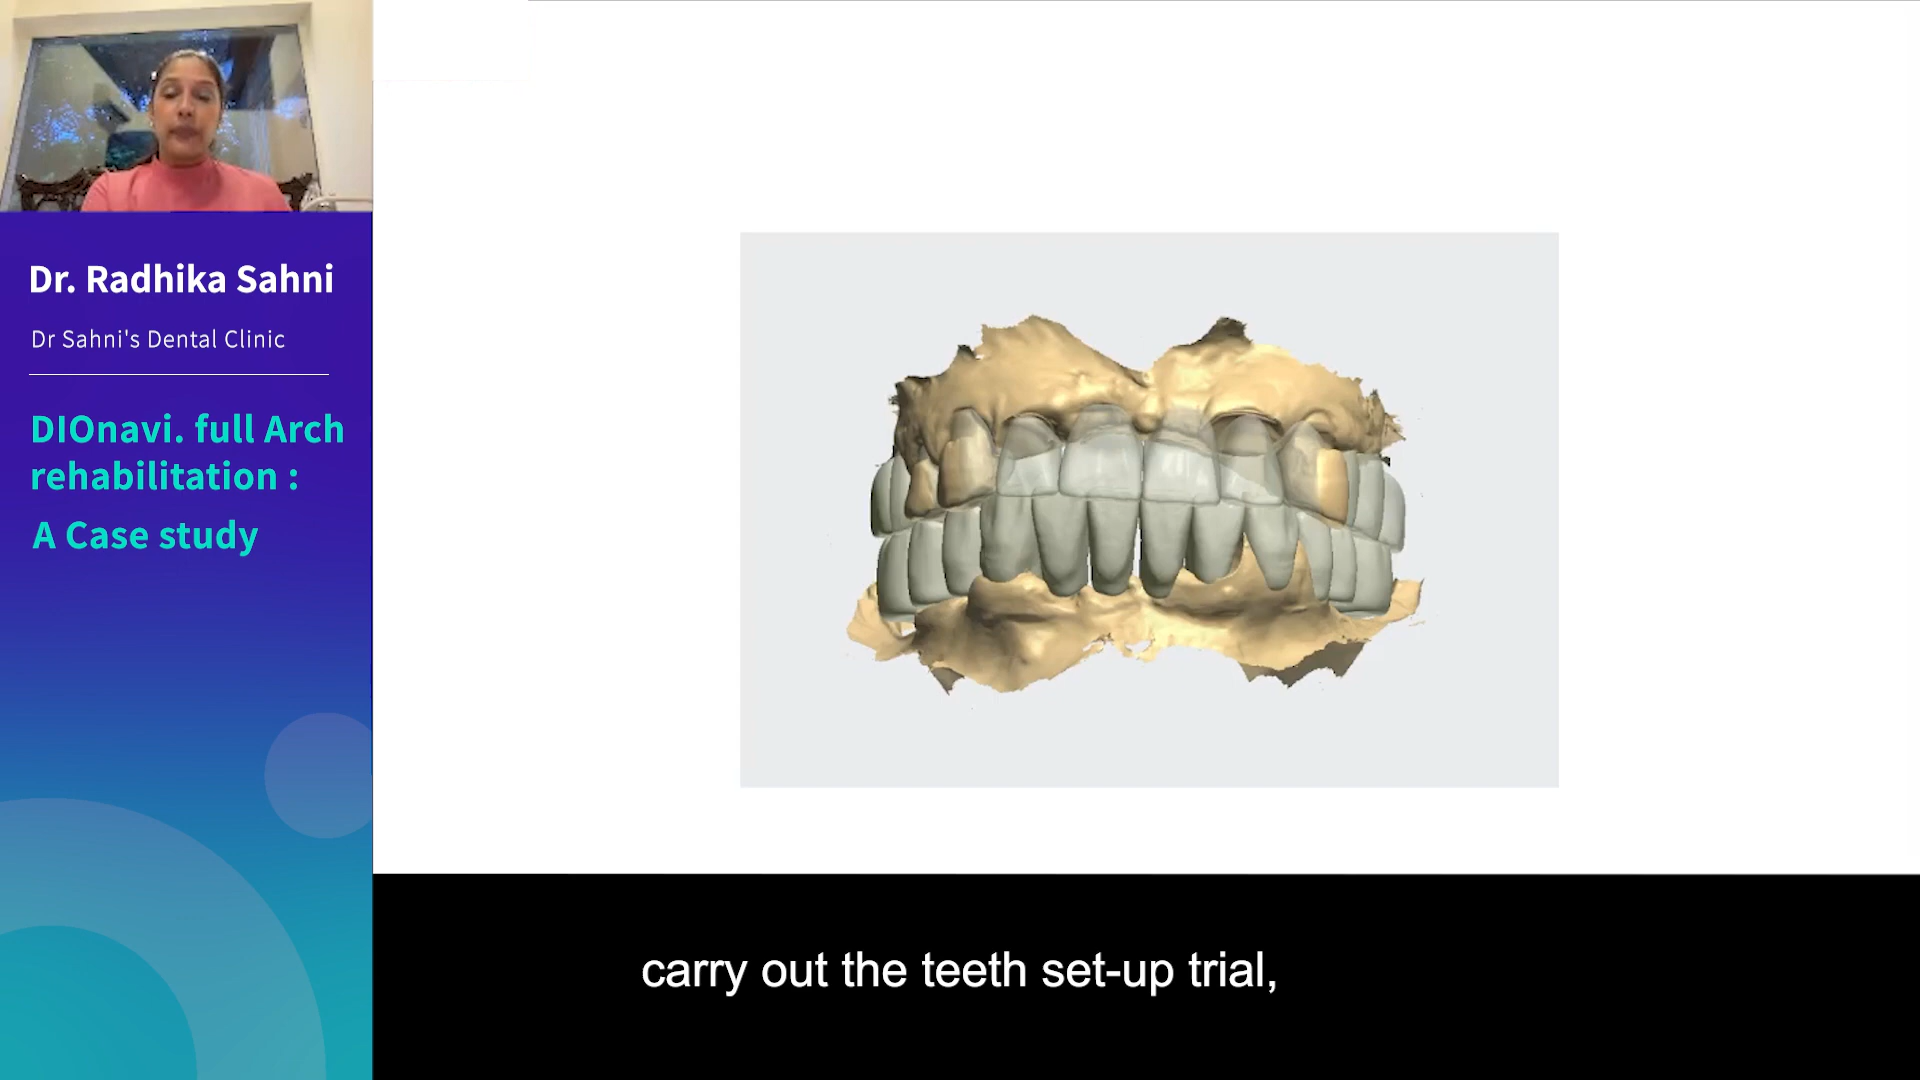 Dr. Radhika Sahni
Dr Sahni's Dental Clinic
DIOnavi. full Arch
rehabilitation :
A Case study
carry out the teeth set-up trial,